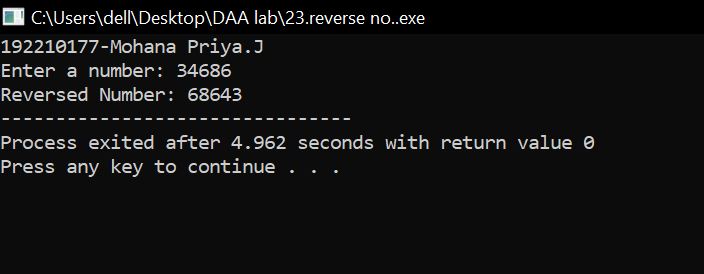 C:\Users\dell\Desktop\DAA lab\23.reverse no..exe
192210177-Mohana Priya.J
Enter a number: 34686
Reversed Number: 68643
--------------------------------
Process exited after 4.962 seconds with return value 0
Press any key to continue . . .